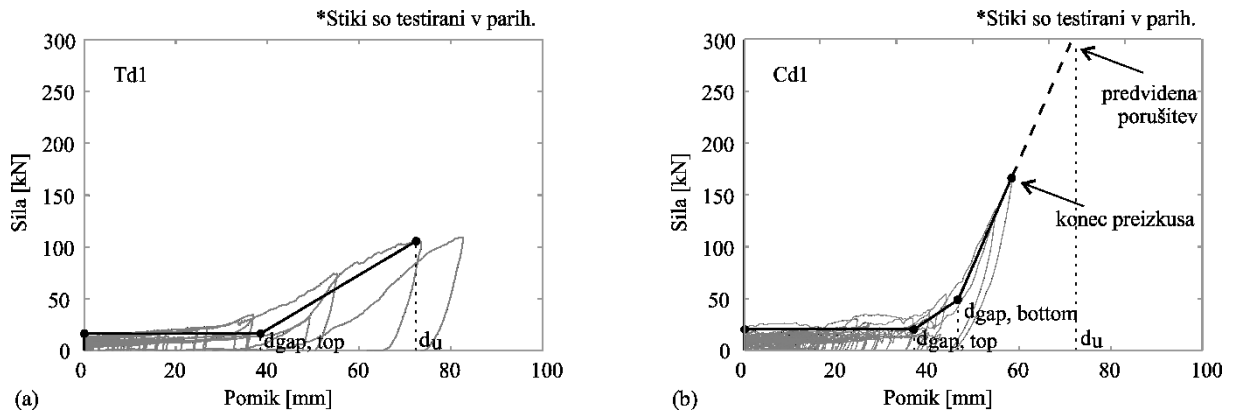 *Stiki so testirani v parih.
300
250
200
150
100
50
0
Sila [kN]
Td1
dgap, top
du
0 20 40 60 80 100
Pomik [mm]
(a)
*Stiki so testirani v parih.
300
250
200
150
100
50
0
Sila [kN]
Cd1
predvidena
porušitev
konec preizkusa
dgap, bottom
dgap, top
du
0 20 40 60 80 100
Pomik [mm]
(b)